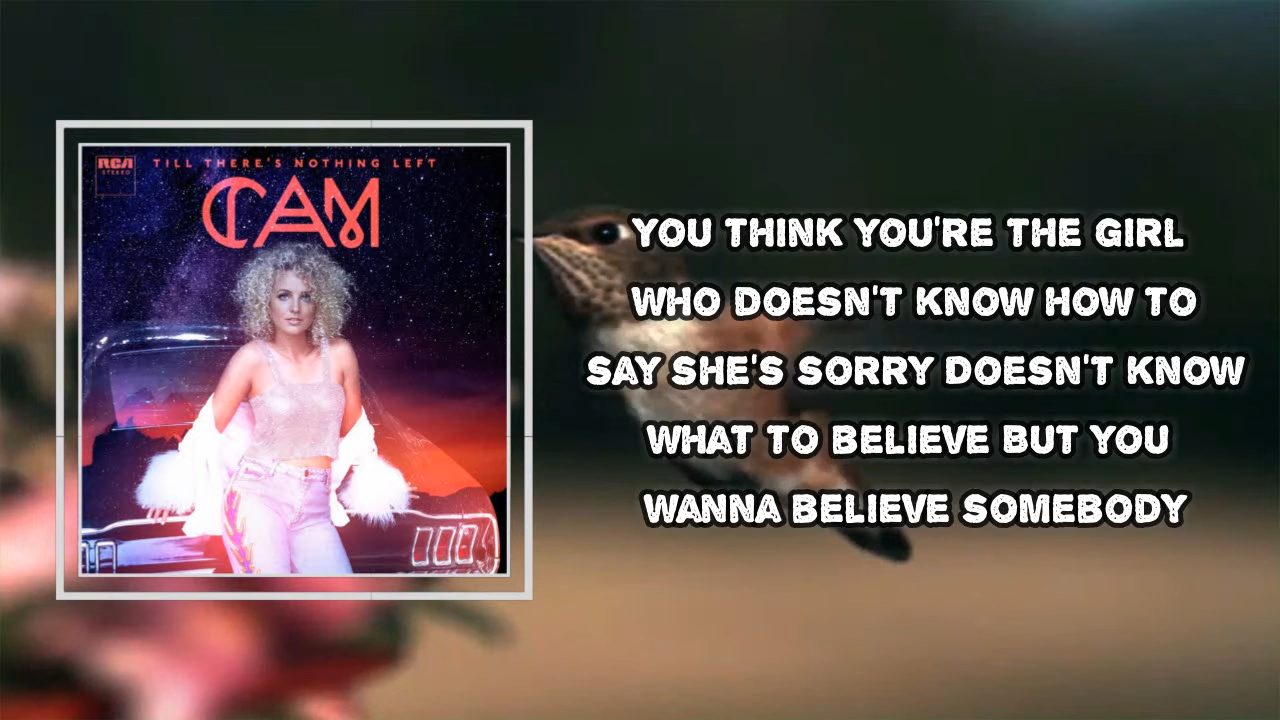 RCA
STEREO
TILL THERE'S NOTHING LEFT
CAM
YOU THINK YOU'RE THE GIRL
WHO DOESN'T KNOW HOW TO
SAY SHE'S SORRY DOESN'T KNOW
WHAT TO BELIEVE BUT YOU
WANNA BELIEVE SOMEBODY